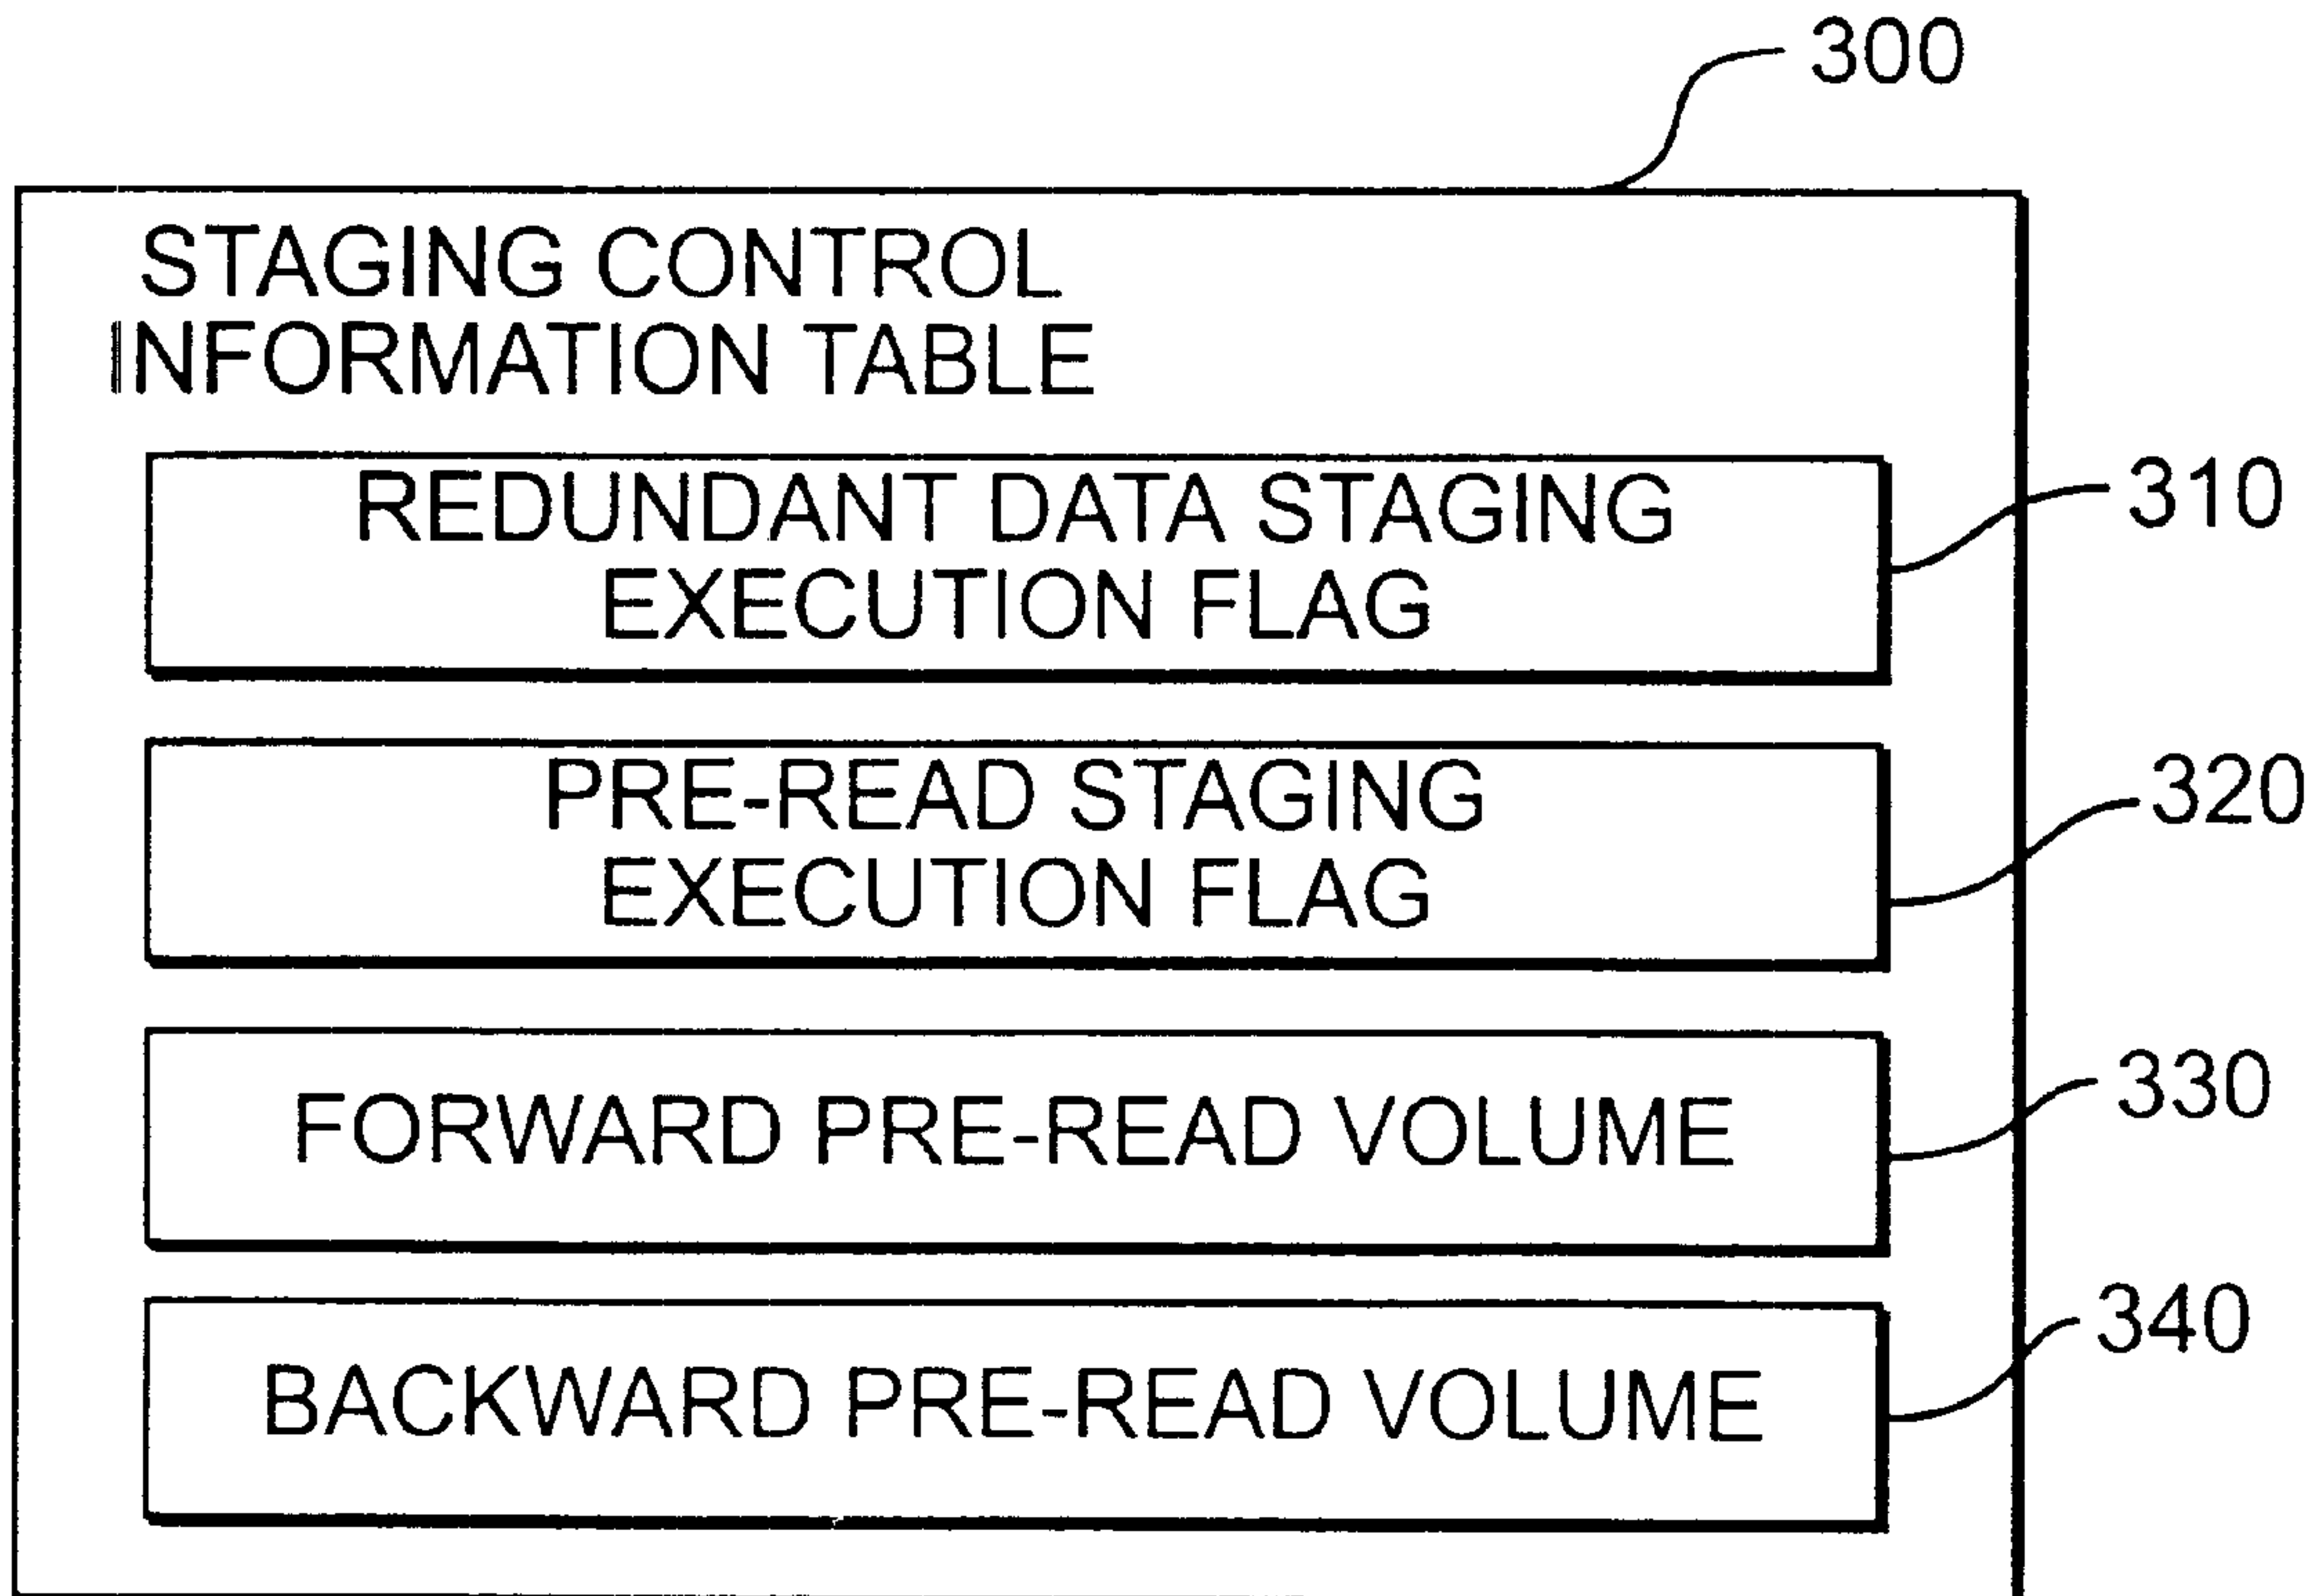 300
STAGING CONTROL
INFORMATION TABLE
REDUNDANT DATA STAGING
EXECUTION FLAG
310
PRE-READ STAGING
EXECUTION FLAG
320
FORWARD PRE-READ VOLUME
330
BACKWARD PRE-READ VOLUME
340